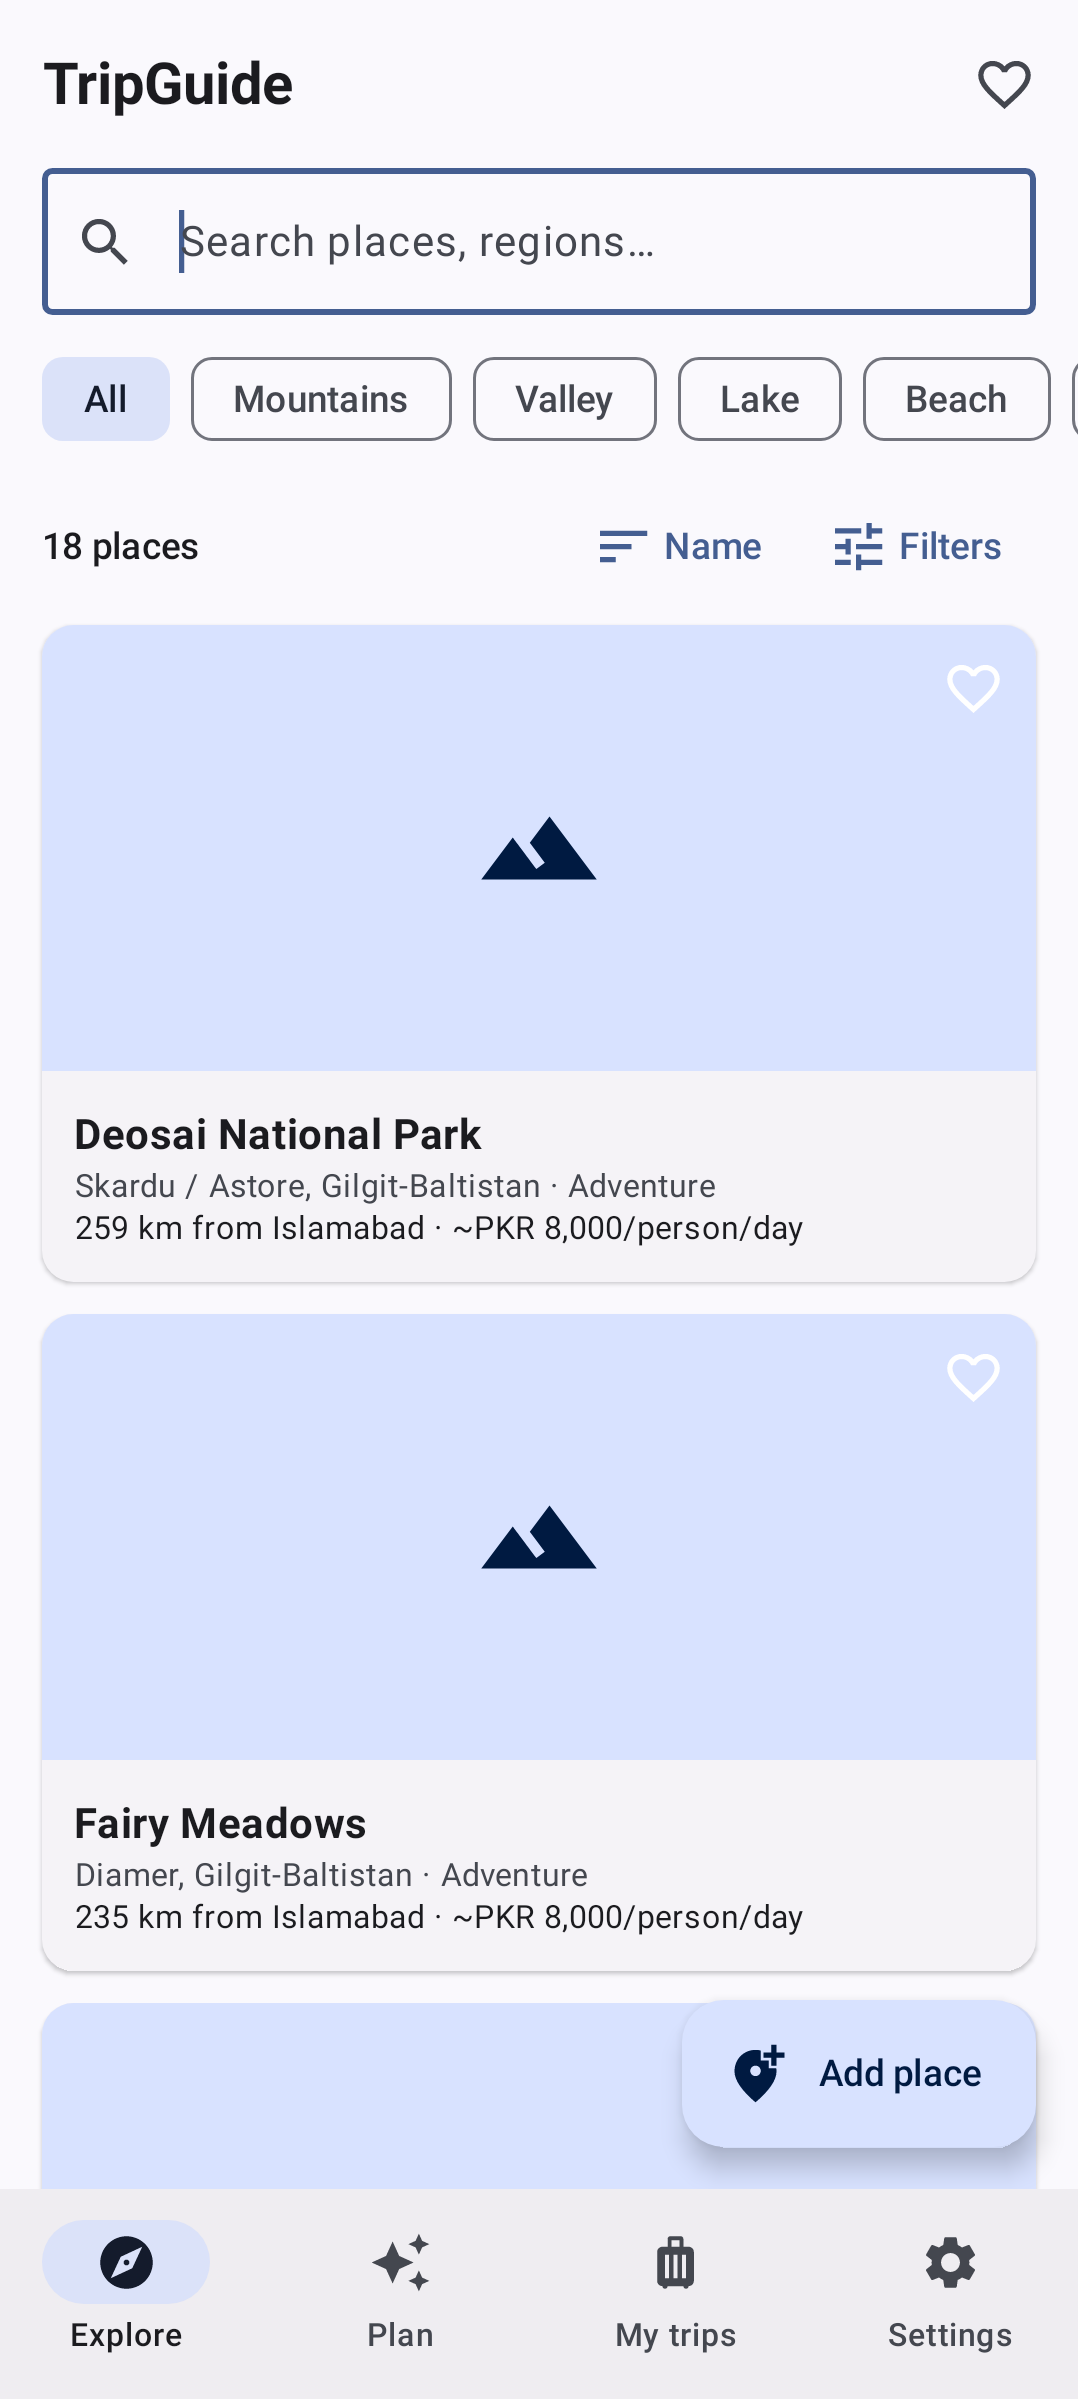 TripGuide
Search places, regions…
All
Mountains
Valley
Lake
Beach
18 places
Name
Filters
Deosai National Park
Skardu / Astore, Gilgit-Baltistan · Adventure
259 km from Islamabad · ~PKR 8,000/person/day
Fairy Meadows
Diamer, Gilgit-Baltistan · Adventure
235 km from Islamabad · ~PKR 8,000/person/day
Add place
Explore
Plan
My trips
Settings